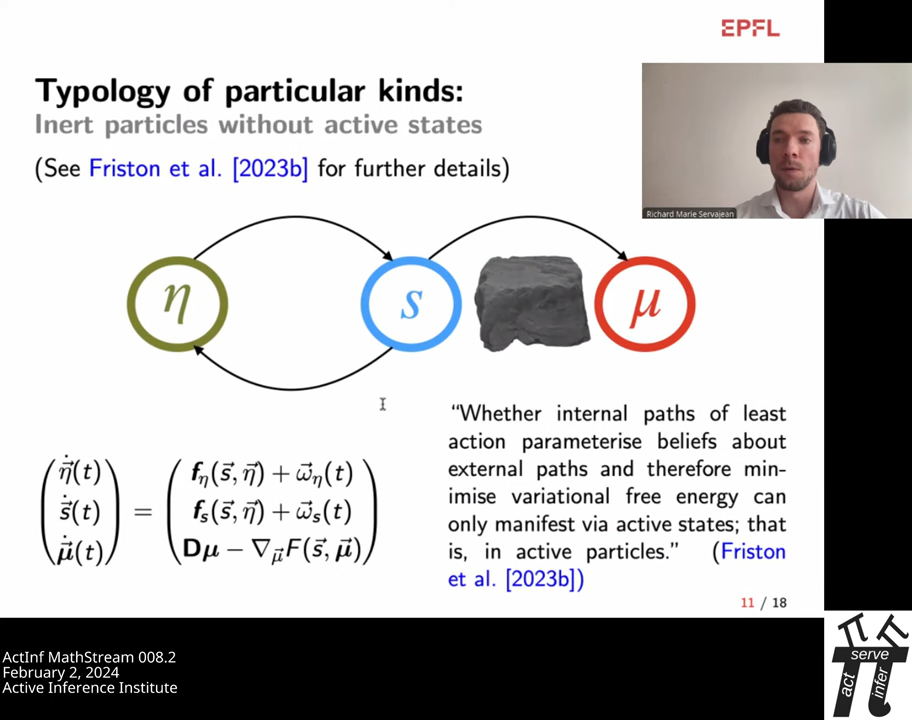 EPFL
Typology of particular kinds:
Inert particles without active states
(See Friston et al. [2023b] for further details)
Richard Marie Servajean
η s μ
“Whether internal paths of least
action parameterise beliefs about
external paths and therefore min-
imise variational free energy can
only manifest via active states; that
is, in active particles.” (Friston
et al. [2023b])
η̇⃗(t) = f_η(s⃗, η⃗) + ω⃗_η(t)
ṡ⃗(t) = f_s(s⃗, η⃗) + ω⃗_s(t)
μ̇⃗(t) = Dμ − ∇_μ⃗ F(s⃗, μ⃗)
11 / 18
ActInf MathStream 008.2
February 2, 2024
Active Inference Institute
π π
serve
act infer